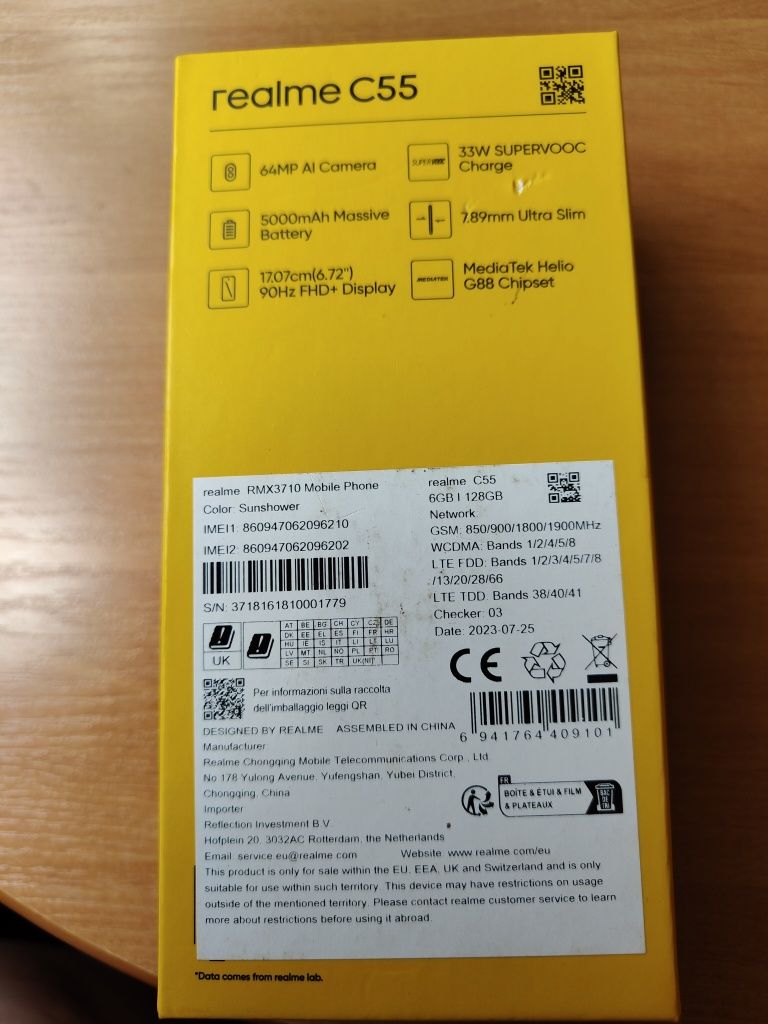 realme C55
64MP AI Camera
SUPERVOOC
33W SUPERVOOC
Charge
5000mAh Massive
Battery
7.89mm Ultra Slim
17.07cm(6.72")
90Hz FHD+ Display
MEDIATEK
MediaTek Helio
G88 Chipset
realme RMX3710 Mobile Phone
Color: Sunshower
IMEI1: 860947062096210
IMEI2: 860947062096202
S/N: 3718161810001779
realme C55
6GB | 128GB
Network:
GSM: 850/900/1800/1900MHz
WCDMA: Bands 1/2/4/5/8
LTE FDD: Bands 1/2/3/4/5/7/8
/13/20/28/66
LTE TDD: Bands 38/40/41
Checker: 03
Date: 2023-07-25
UK
AT BE BG CH CY CZ DE
DK EE EL ES FI FR HR
HU IE IS IT LI LT LU
LV MT NL NO PL PT RO
SE SI SK TR UK(NI)
CE
Per informazioni sulla raccolta
dell'imballaggio leggi QR
6 941764 409101
DESIGNED BY REALME ASSEMBLED IN CHINA
Manufacturer:
Realme Chongqing Mobile Telecommunications Corp., Ltd.
No.178 Yulong Avenue, Yufengshan, Yubei District,
Chongqing, China
FR
BOÎTE & ÉTUI & FILM
& PLATEAUX
BAC
DE
TRI
Importer
Reflection Investment B.V.
Hofplein 20, 3032AC Rotterdam, the Netherlands
Email: service.eu@realme.com Website: www.realme.com/eu
This product is only for sale within the EU, EEA, UK and Switzerland and is only
suitable for use within such territory. This device may have restrictions on usage
outside of the mentioned territory. Please contact realme customer service to learn
more about restrictions before using it abroad.
*Data comes from realme lab.